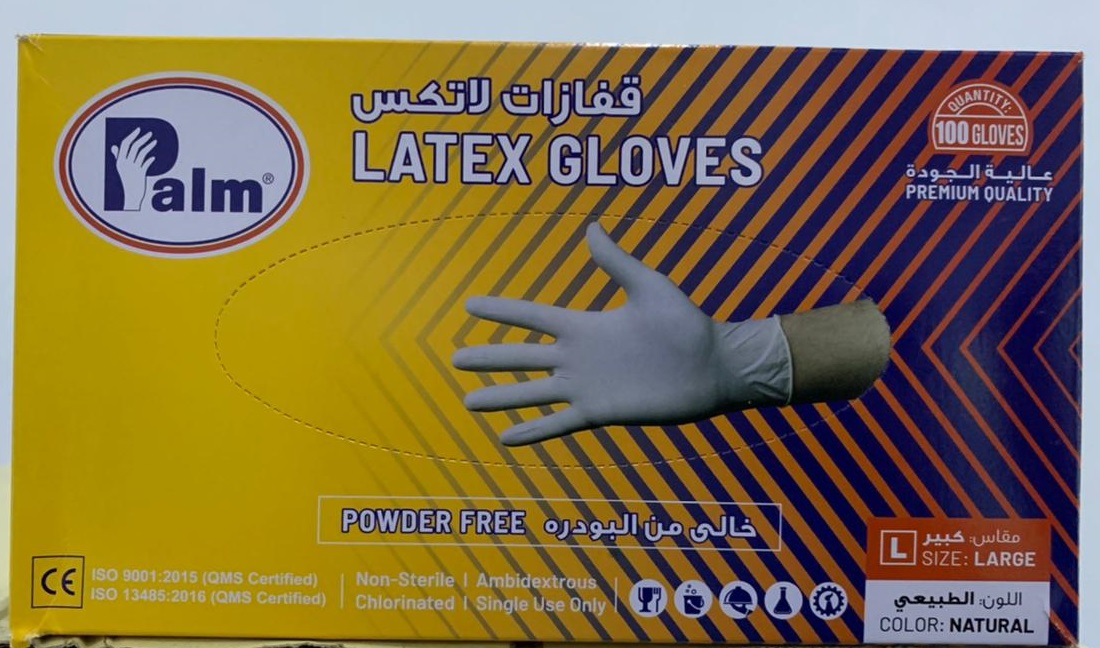 Palm®
قفازات لاتكس
LATEX GLOVES
QUANTITY:
100 GLOVES
عالية الجودة
PREMIUM QUALITY
POWDER FREE خالي من البودره
L
مقاس: كبير
SIZE: LARGE
اللون: الطبيعي
COLOR: NATURAL
CE
ISO 9001:2015 (QMS Certified)
ISO 13485:2016 (QMS Certified)
Non-Sterile | Ambidextrous
Chlorinated | Single Use Only